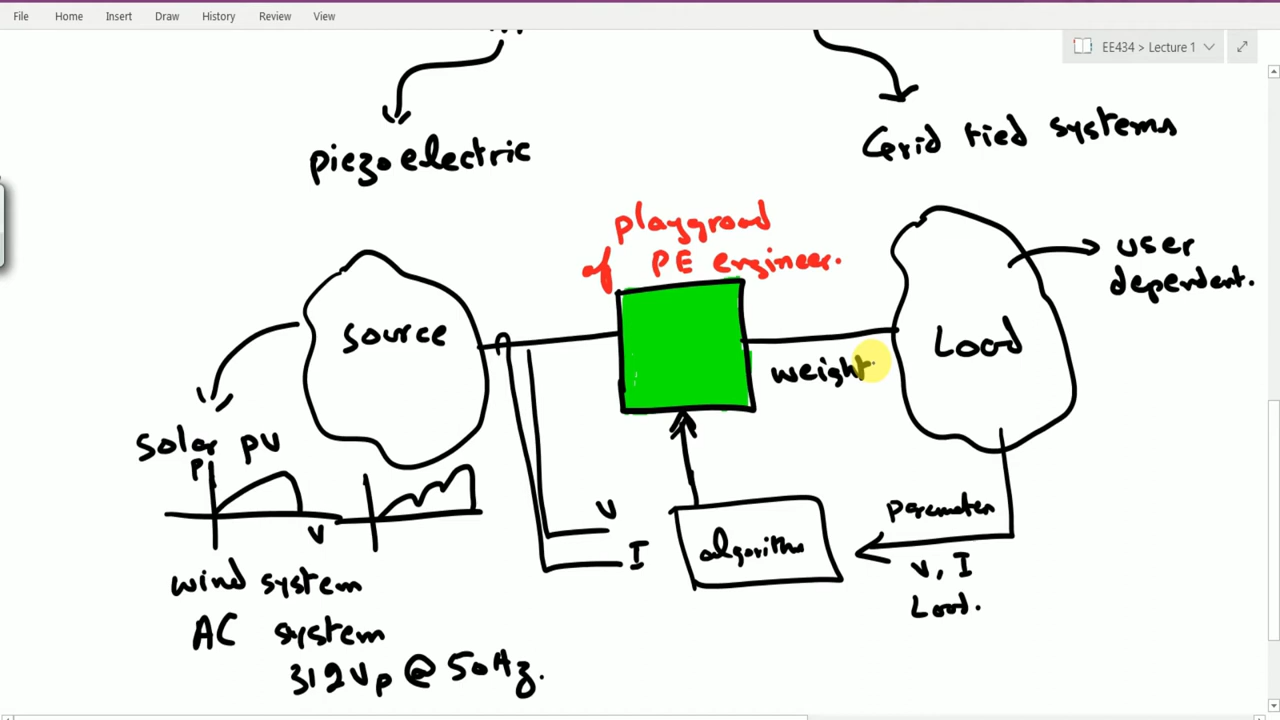 File Home Insert Draw History Review View
EE434 > Lecture 1
piezoelectric
Grid tied systems
playgroad
of PE engineer.
source
Load
user
dependent.
weight
solar PV
P
V
V
I
algorithm
parameter
V, I
Load.
wind system
AC system
312Vp @ 50Hz.